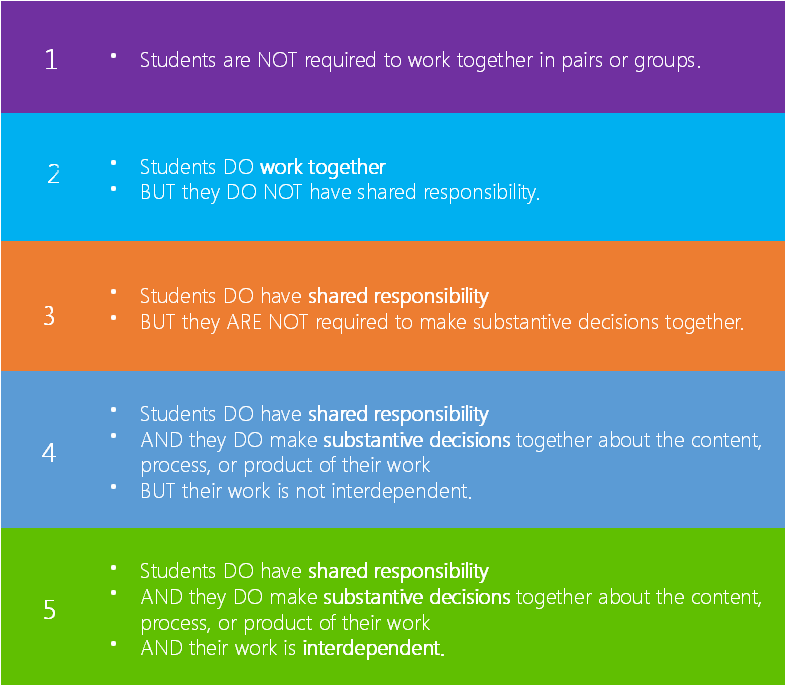 1
• Students are NOT required to work together in pairs or groups.
2
• Students DO work together
• BUT they DO NOT have shared responsibility.
3
• Students DO have shared responsibility
• BUT they ARE NOT required to make substantive decisions together.
4
• Students DO have shared responsibility
• AND they DO make substantive decisions together about the content,
process, or product of their work
• BUT their work is not interdependent.
5
• Students DO have shared responsibility
• AND they DO make substantive decisions together about the content,
process, or product of their work
• AND their work is interdependent.